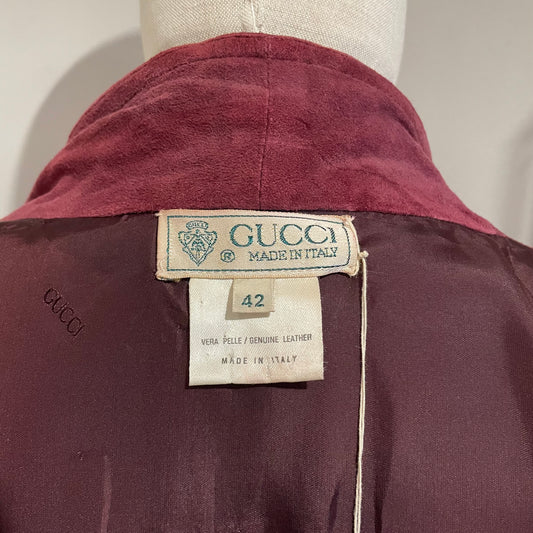 GUCCI
® MADE IN ITALY
42
VERA PELLE / GENUINE LEATHER
MADE IN ITALY
GUCCI